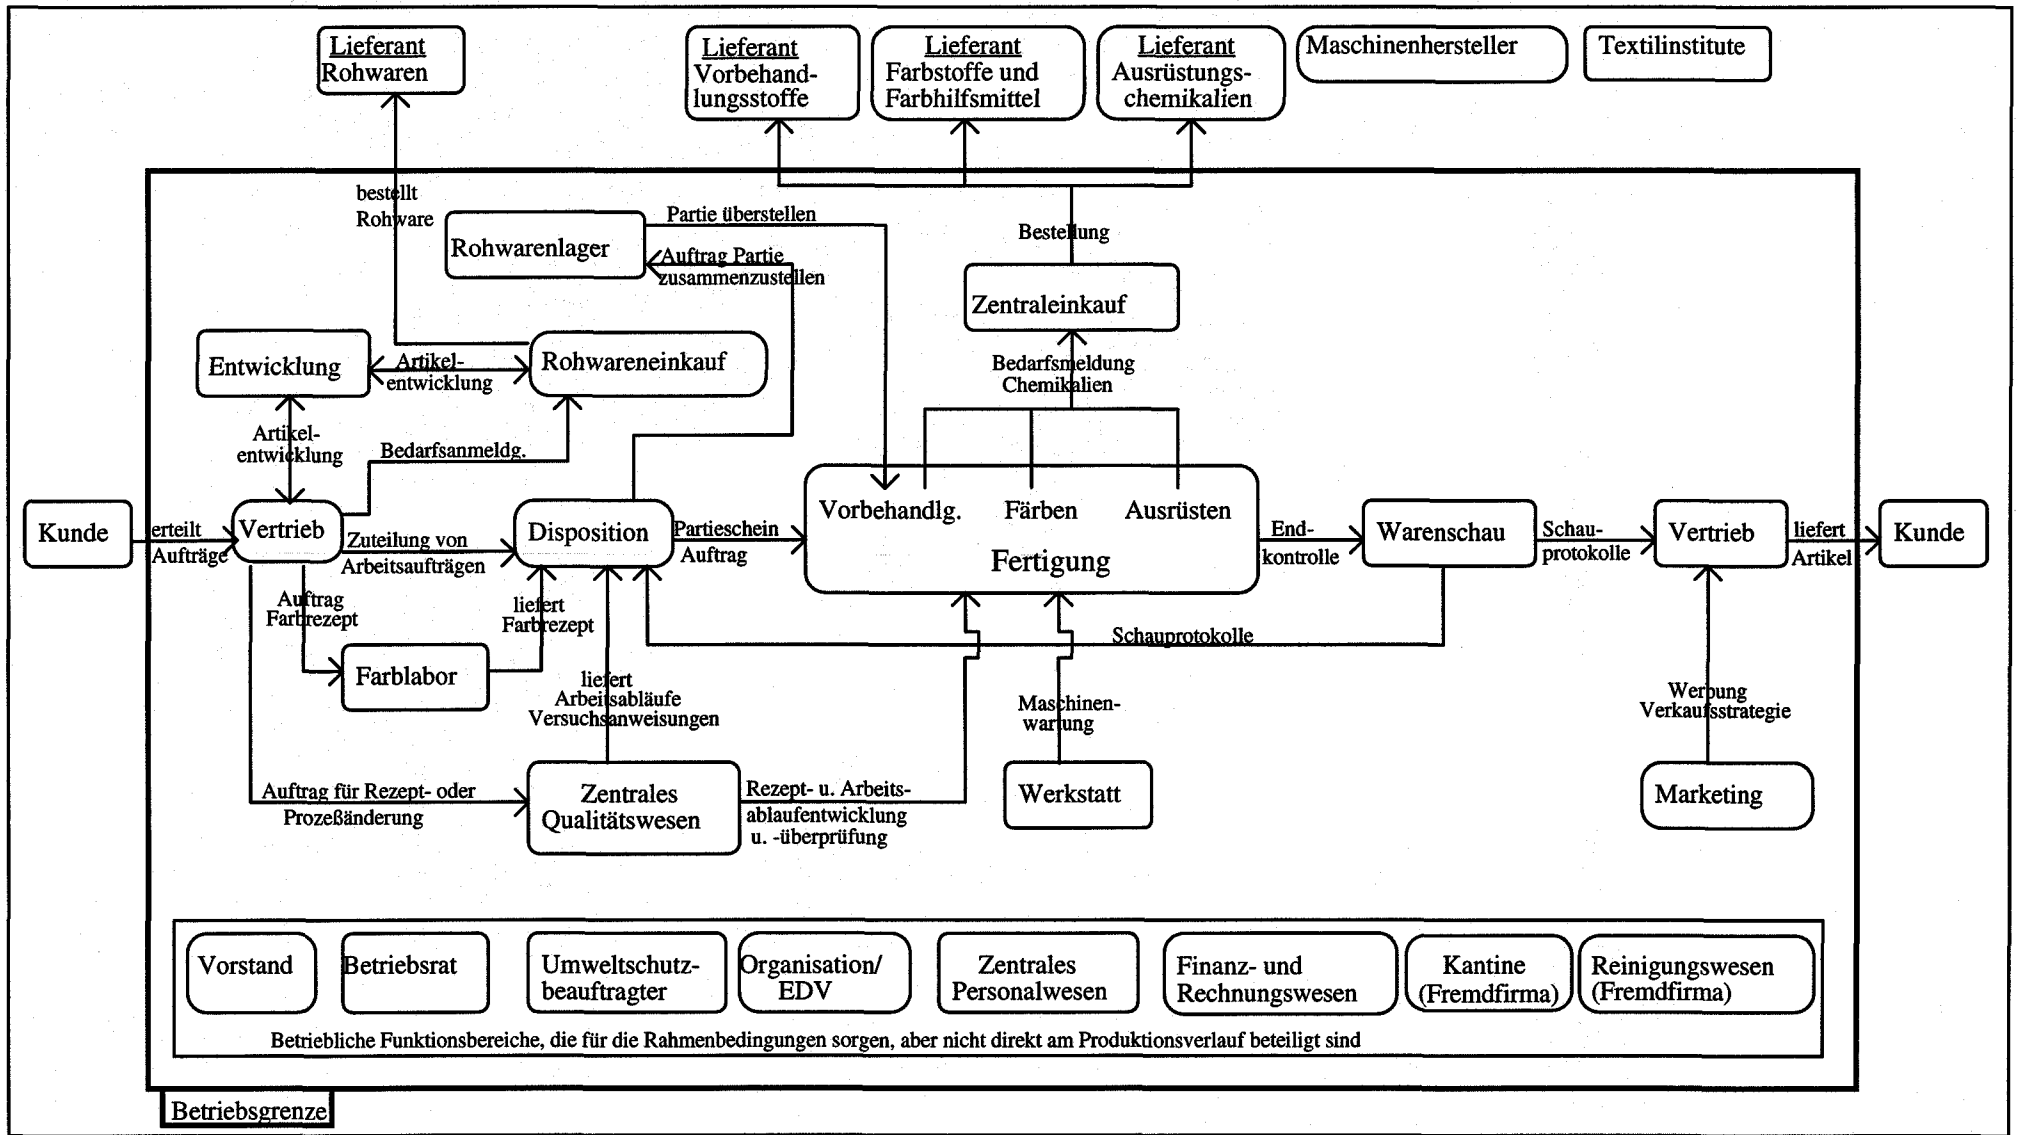 Lieferant
Rohwaren
Lieferant
Vorbehand-
lungsstoffe
Lieferant
Farbstoffe und
Farbhilfsmittel
Lieferant
Ausrüstungs-
chemikalien
Maschinenhersteller
Textilinstitute
bestellt
Rohware
Partie überstellen
Rohwarenlager
Auftrag Partie
zusammenzustellen
Bestellung
Zentraleinkauf
Entwicklung
Artikel-
entwicklung
Rohwareneinkauf
Bedarfsmeldung
Chemikalien
Artikel-
entwicklung
Bedarfsanmeldg.
Kunde
erteilt
Aufträge
Vertrieb
Zuteilung von
Arbeitsaufträgen
Disposition
Partieschein
Auftrag
Vorbehandlg.
Färben
Ausrüsten
Fertigung
End-
kontrolle
Warenschau
Schau-
protokolle
Vertrieb
liefert
Artikel
Kunde
Auftrag
Farbrezept
liefert
Farbrezept
Schauprotokolle
Farblabor
liefert
Arbeitsabläufe
Versuchsanweisungen
Maschinen-
wartung
Werbung
Verkaufsstrategie
Auftrag für Rezept- oder
Prozeßänderung
Zentrales
Qualitätswesen
Rezept- u. Arbeits-
ablaufentwicklung
u. -überprüfung
Werkstatt
Marketing
Vorstand
Betriebsrat
Umweltschutz-
beauftragter
Organisation/
EDV
Zentrales
Personalwesen
Finanz- und
Rechnungswesen
Kantine
(Fremdfirma)
Reinigungswesen
(Fremdfirma)
Betriebliche Funktionsbereiche, die für die Rahmenbedingungen sorgen, aber nicht direkt am Produktionsverlauf beteiligt sind
Betriebsgrenze